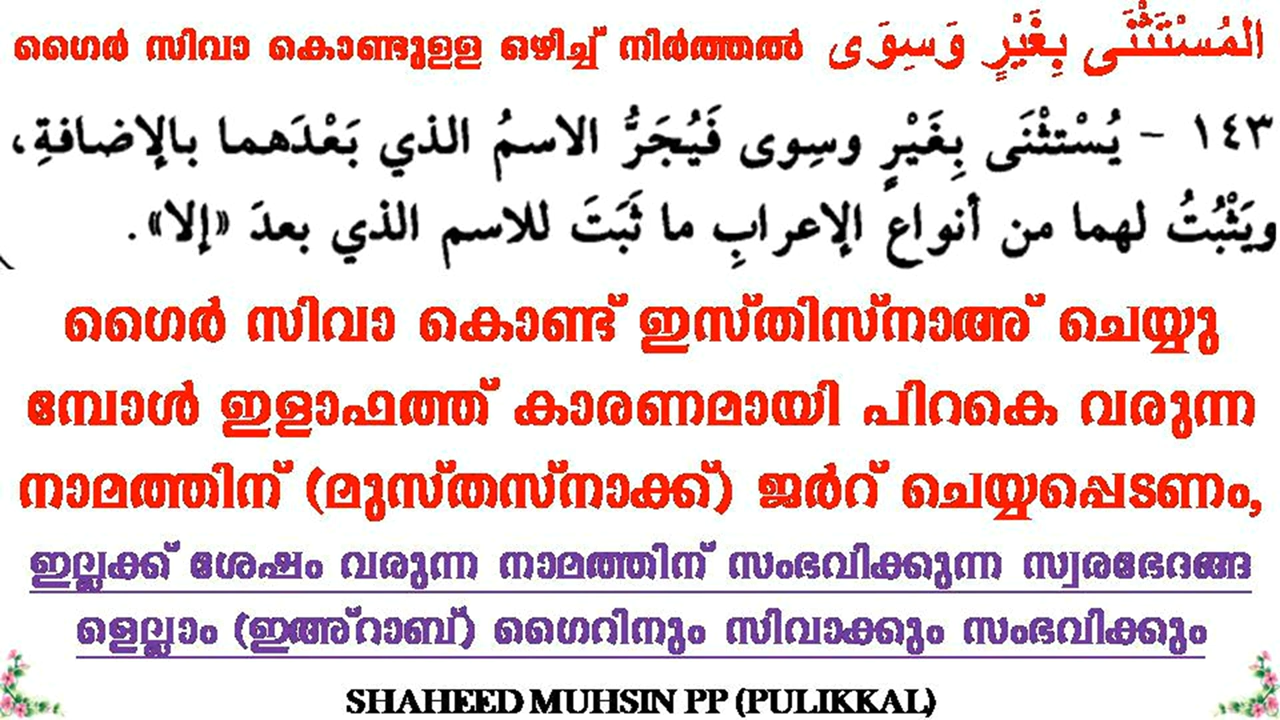 ഗൈർ സിവാ കൊണ്ടുളള ഒഴിച്ച് നിർത്തൽ المُسْتَثْنَى بِغَيْرٍ وَسِوَى
١٤٣ – يُسْتثْنَى بِغَيْرٍ وسِوى فَيُجَرُّ الاسمُ الذي بَعْدَهما بالإضافةِ،
ويَثْبُتُ لهما من أنواع الإعرابِ ما ثَبَتَ للاسم الذي بعدَ «إلا».
ഗൈർ സിവാ കൊണ്ട് ഇസ്തിസ്നാഅ് ചെയ്യു
മ്പോൾ ഇളാഫത്ത് കാരണമായി പിറകെ വരുന്ന
നാമത്തിന് (മുസ്തസ്നാക്ക്) ജർറ് ചെയ്യപ്പെടണം,
ഇല്ലക്ക് ശേഷം വരുന്ന നാമത്തിന് സംഭവിക്കുന്ന സ്വരഭേദങ്ങ
ളെല്ലാം (ഇഅ്റാബ്) ഗൈറിനും സിവാക്കും സംഭവിക്കും
SHAHEED MUHSIN PP (PULIKKAL)